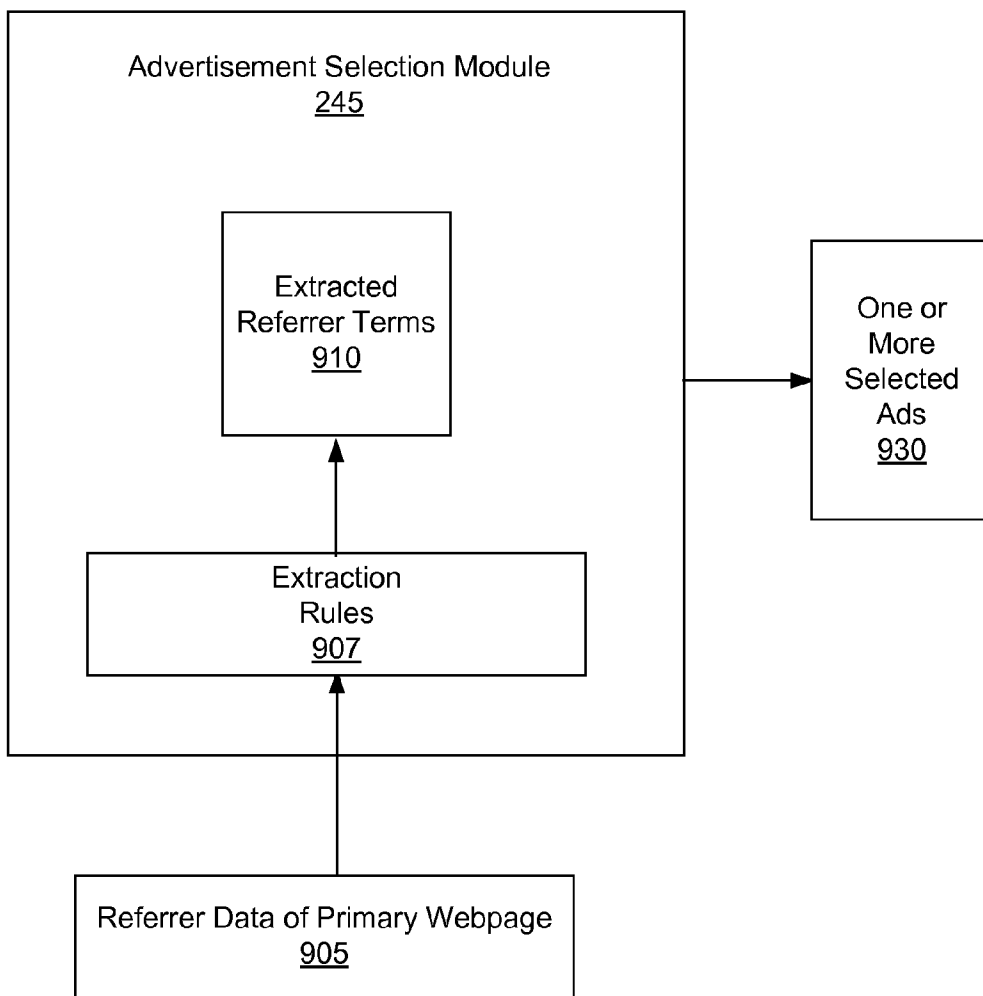 Advertisement Selection Module
245
Extracted
Referrer Terms
910
One or
More
Selected
Ads
930
Extraction
Rules
907
Referrer Data of Primary Webpage
905